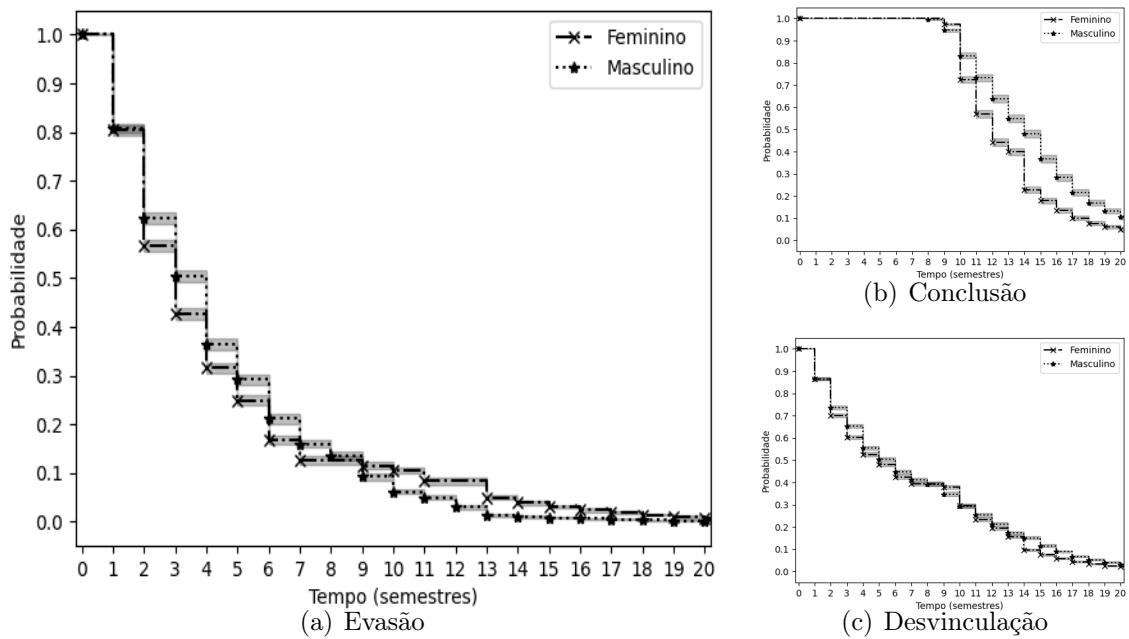 1.0
0.9
0.8
0.7
0.6
0.5
0.4
0.3
0.2
0.1
0.0
Probabilidade
Feminino
Masculino
0 1 2 3 4 5 6 7 8 9 10 11 12 13 14 15 16 17 18 19 20
Tempo (semestres)
(a) Evasão
1.0
0.9
0.8
0.7
0.6
0.5
0.4
0.3
0.2
0.1
0.0
Probabilidade
Feminino
Masculino
0 1 2 3 4 5 6 7 8 9 10 11 12 13 14 15 16 17 18 19 20
Tempo (semestres)
(b) Conclusão
1.0
0.9
0.8
0.7
0.6
0.5
0.4
0.3
0.2
0.1
0.0
Probabilidade
Feminino
Masculino
0 1 2 3 4 5 6 7 8 9 10 11 12 13 14 15 16 17 18 19 20
Tempo (semestres)
(c) Desvinculação